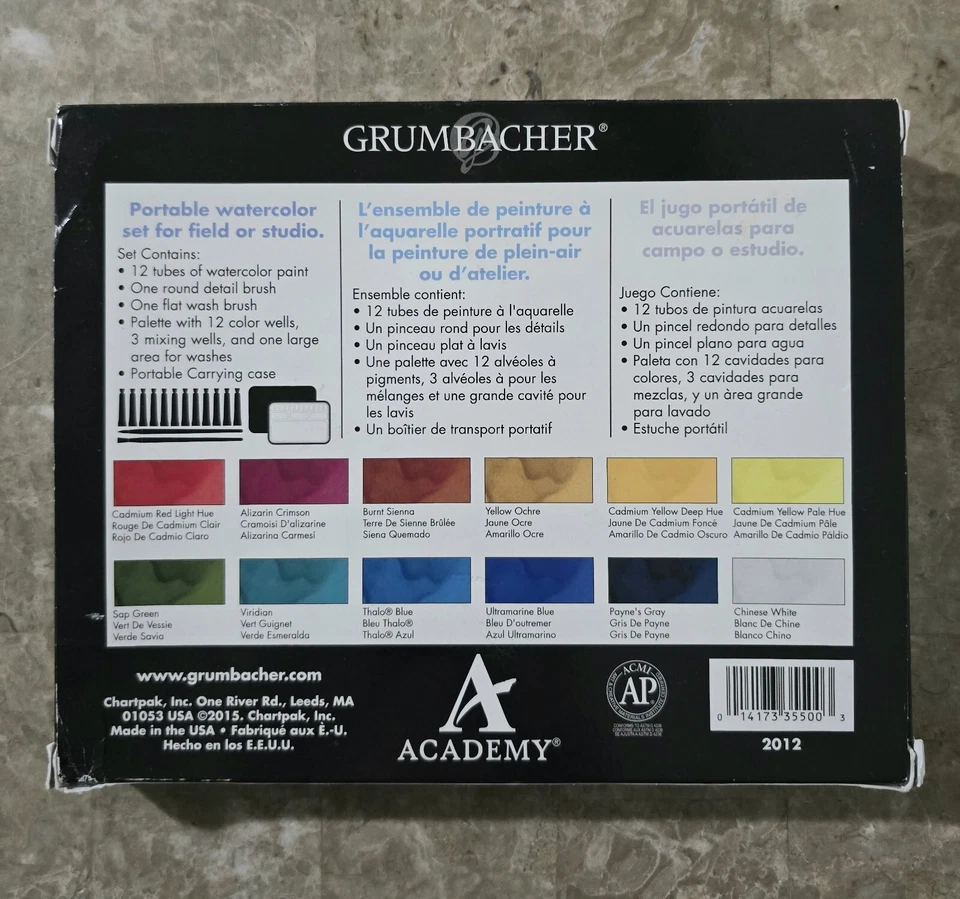 GRUMBACHER®
Portable watercolor
set for field or studio.
Set Contains:
• 12 tubes of watercolor paint
• One round detail brush
• One flat wash brush
• Palette with 12 color wells,
3 mixing wells, and one large
area for washes
• Portable Carrying case
L'ensemble de peinture à
l'aquarelle portratif pour
la peinture de plein-air
ou d'atelier.
Ensemble contient:
• 12 tubes de peinture à l'aquarelle
• Un pinceau rond pour les détails
• Un pinceau plat à lavis
• Une palette avec 12 alvéoles à
pigments, 3 alvéoles à pour les
mélanges et une grande cavité pour
les lavis
• Un boîtier de transport portatif
El jugo portátil de
acuarelas para
campo o estudio.
Juego Contiene:
• 12 tubos de pintura acuarelas
• Un pincel redondo para detalles
• Un pincel plano para agua
• Paleta con 12 cavidades para
colores, 3 cavidades para
mezclas, y un àrea grande
para lavado
• Estuche portátil
Cadmium Red Light Hue
Rouge De Cadmium Clair
Rojo De Cadmio Claro
Alizarin Crimson
Cramoisi D'alizarine
Alizarina Carmesí
Burnt Sienna
Terre De Sienne Brûlée
Siena Quemado
Yellow Ochre
Jaune Ocre
Amarillo Ocre
Cadmium Yellow Deep Hue
Jaune De Cadmium Foncé
Amarillo De Cadmio Oscuro
Cadmium Yellow Pale Hue
Jaune De Cadmium Pâle
Amarillo De Cadmio Páldio
Sap Green
Vert De Vessie
Verde Savia
Viridian
Vert Guignet
Verde Esmeralda
Thalo® Blue
Bleu Thalo®
Thalo® Azul
Ultramarine Blue
Bleu D'outremer
Azul Ultramarino
Payne's Gray
Gris De Payne
Gris De Payne
Chinese White
Blanc De Chine
Blanco Chino
www.grumbacher.com
Chartpak, Inc. One River Rd., Leeds, MA
01053 USA ©2015. Chartpak, Inc.
Made in the USA • Fabriqué aux É.-U.
Hecho en los E.E.U.U.
A
ACADEMY®
ACMI
AP
0 14173 35500 3
2012